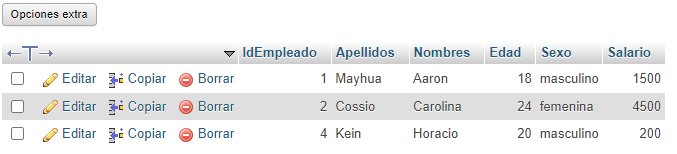 Opciones extra
IdEmpleado Apellidos Nombres Edad Sexo Salario
Editar Copiar Borrar 1 Mayhua Aaron 18 masculino 1500
Editar Copiar Borrar 2 Cossio Carolina 24 femenina 4500
Editar Copiar Borrar 4 Kein Horacio 20 masculino 200